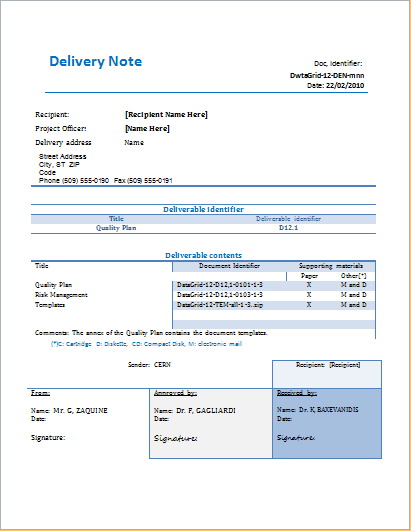 Delivery Note
Doc, Identifier:
DwtaGrid-12-DEN-mnn
Date: 22/02/2010
Recipient: [Recipient Name Here]
Project Officer: [Name Here]
Delivery address Name
Street Address
City, ST ZIP
Code
Phone (509) 555-0190 Fax (509) 555-0191
Deliverable Identifier
Title Deliverable identifier
Quality Plan D12.1
Deliverable contents
Title Document Identifier Supporting materials
Paper Other[*]
Quality Plan DataGrid-12-D12,1-0101-1-3 X M and D
Risk Management DataGrid-12-D12,1-0103-1-3 X M and D
Templates DataGrid-12-TEM-all-1-3.zip X M and D
Comments: The annex of the Quality Plan contains the document templates.
(*)C: Cartridge D: Diskette, CD: Compact Disk, M: electronic mail
Sender: CERN Recipient: [Recipient]
From: Annroved by: Received by:
Name: Mr. G, ZAQUINE Name: Dr. F, GAGLIARDI Name: Dr. K, BAXEVANIDIS
Date: Date: Date:
Signature: Signature: Signature: